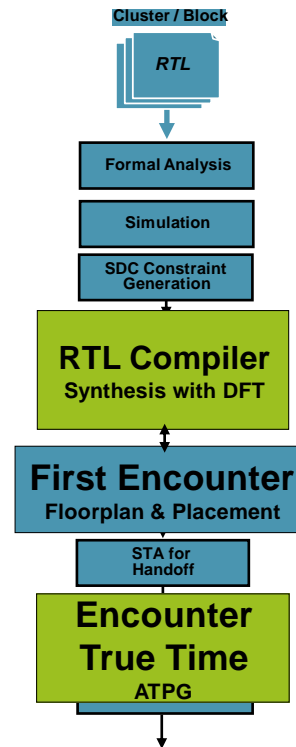 Cluster / Block
RTL
Formal Analysis
Simulation
SDC Constraint
Generation
RTL Compiler
Synthesis with DFT
First Encounter
Floorplan & Placement
STA for
Handoff
Encounter
True Time
ATPG